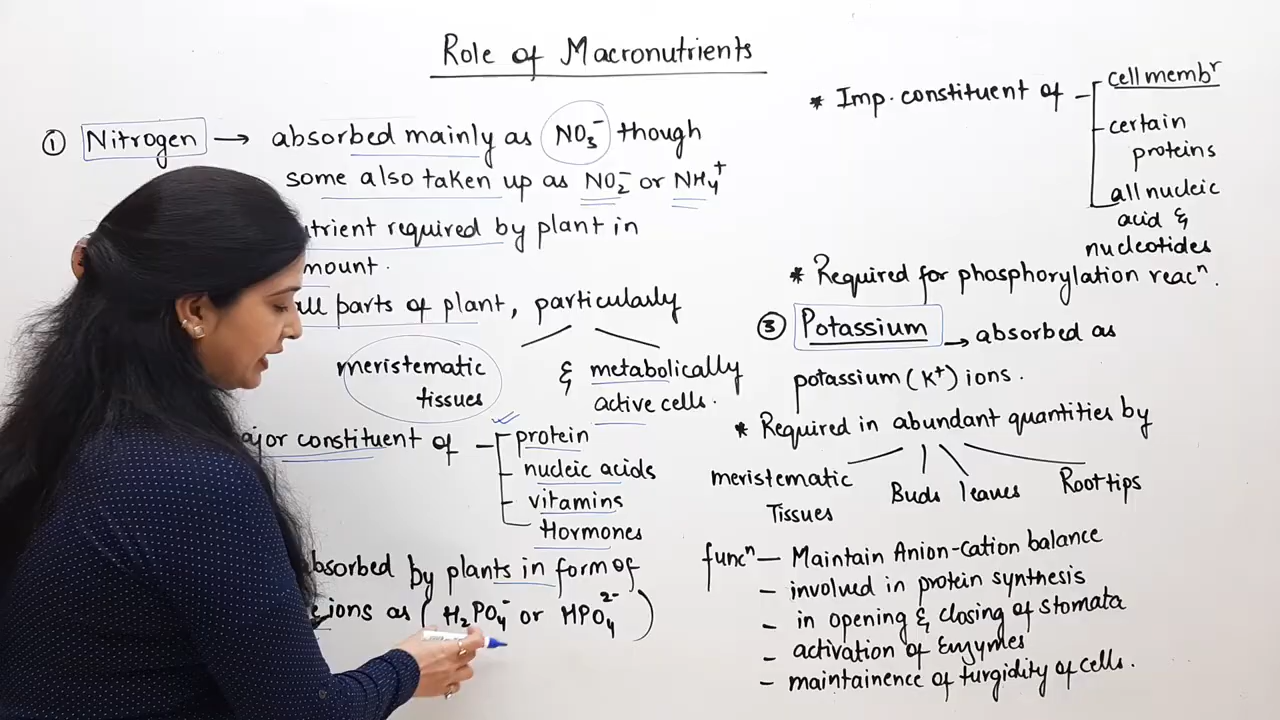 Role of Macronutrients
① Nitrogen → absorbed mainly as NO₃⁻ though
some also taken up as NO₂⁻ or NH₄⁺
trient required by plant in
mount.
ll parts of plant, particularly
meristematic & metabolically
tissues active cells.
jor constituent of - protein
- nucleic acids
- vitamins
Hormones
bsorbed by plants in form of
ions as (H₂PO₄⁻ or HPO₄²⁻)
* Imp. constituent of - cell membʳ
- certain
proteins
all nucleic
acid &
nucleotides
* Required for phosphorylation reacⁿ.
③ Potassium → absorbed as
potassium (K⁺) ions.
* Required in abundant quantities by
meristematic Buds leaves Root tips
Tissues
funcⁿ — Maintain Anion-Cation balance
- involved in protein synthesis
- in opening & closing of stomata
- activation of Enzymes
- maintainence of turgidity of cells.